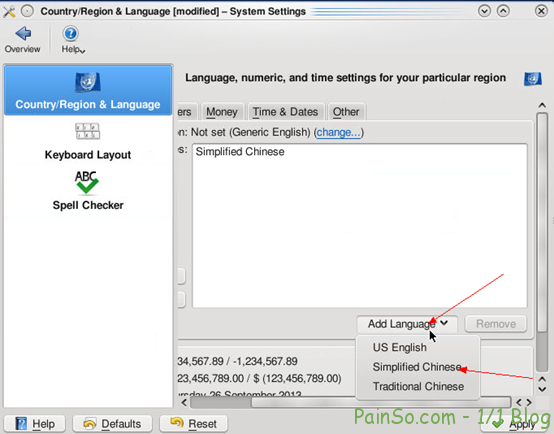 Country/Region & Language [modified] – System Settings
Overview
Help
Country/Region & Language
Keyboard Layout
ABC
Spell Checker
Language, numeric, and time settings for your particular region
ers Money Time & Dates Other
on: Not set (Generic English) (change...)
es:
Simplified Chinese
Add Language
Remove
US English
Simplified Chinese
Traditional Chinese
34,567.89 / -1,234,567.89
23,456,789.00 / $ (123,456,789.00)
ursday 26 September 2013
Help
Defaults
Reset
Apply
PainSo.com - 1/1 Blog